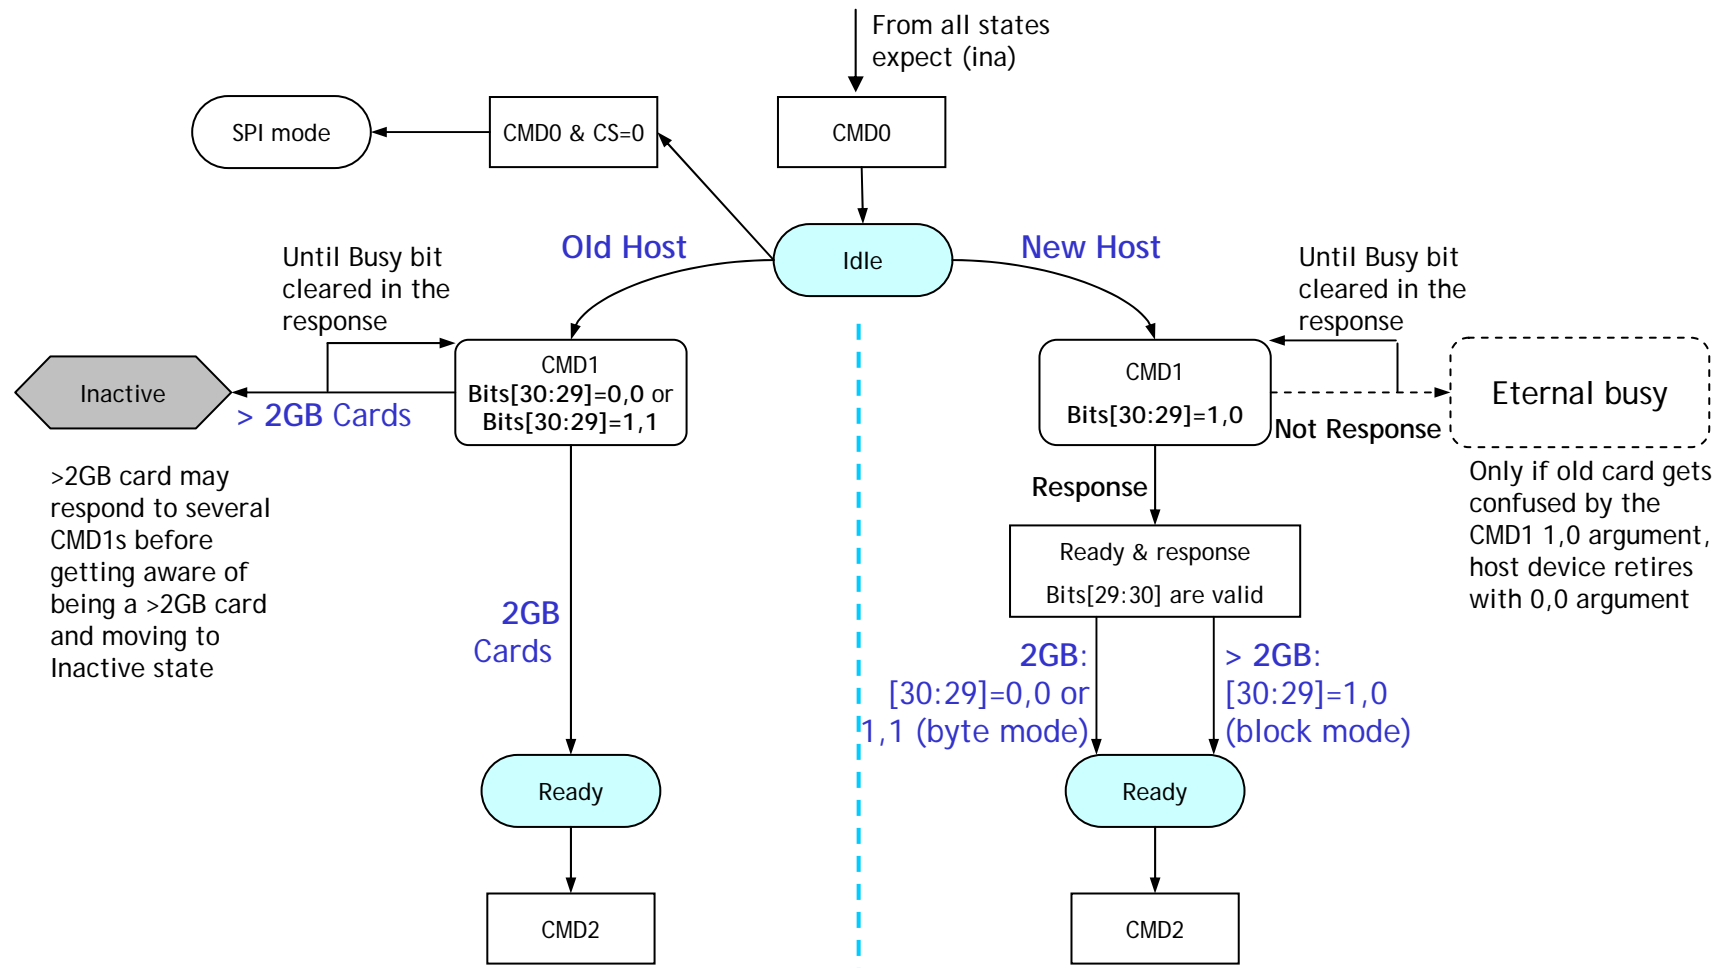 From all states
expect (ina)
SPI mode
CMD0 & CS=0
CMD0
Old Host
Idle
New Host
Until Busy bit
cleared in the
response
Until Busy bit
cleared in the
response
Inactive
> 2GB Cards
CMD1
Bits[30:29]=0,0 or
Bits[30:29]=1,1
CMD1
Bits[30:29]=1,0
Not Response
Eternal busy
>2GB card may
respond to several
CMD1s before
getting aware of
being a >2GB card
and moving to
Inactive state
Only if old card gets
confused by the
CMD1 1,0 argument,
host device retires
with 0,0 argument
Response
Ready & response
Bits[29:30] are valid
2GB
Cards
2GB:
[30:29]=0,0 or
1,1 (byte mode)
> 2GB:
[30:29]=1,0
(block mode)
Ready
Ready
CMD2
CMD2